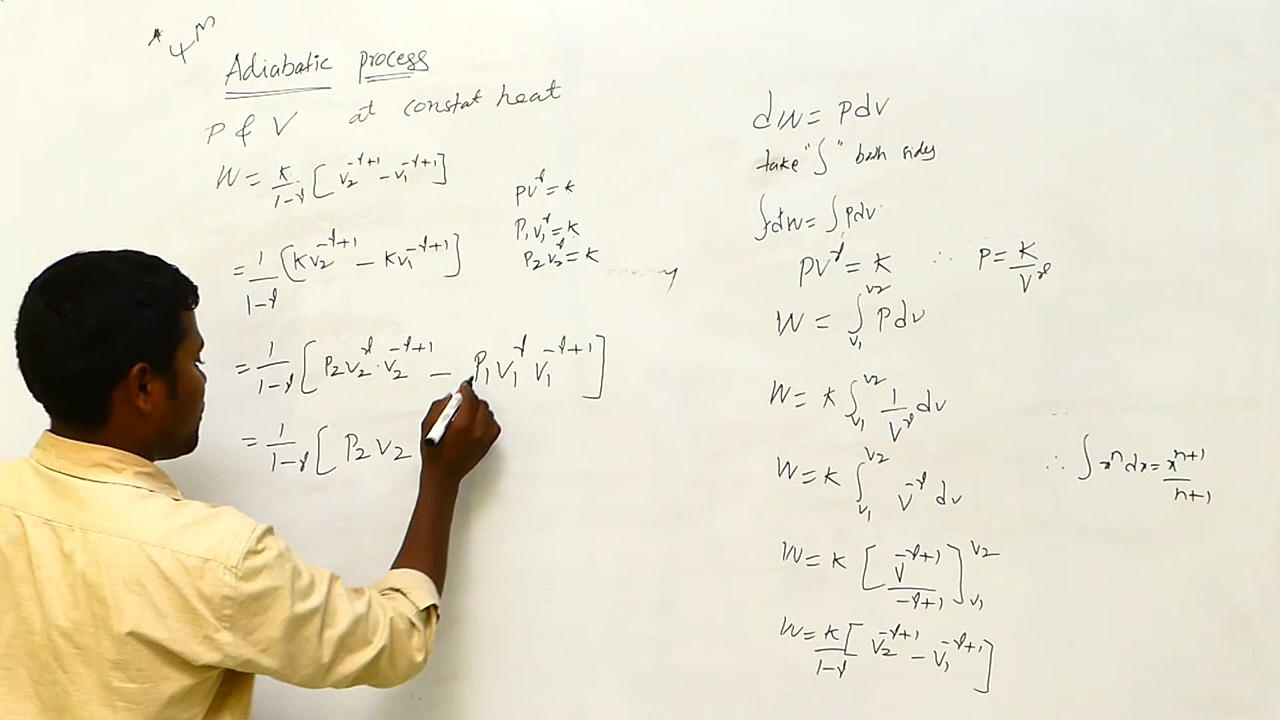 4M
Adiabatic process
P & V at constat heat
W = K/1-γ [ V₂^-γ+1 - V₁^-γ+1 ]
= 1/1-γ ( KV₂^-γ+1 - KV₁^-γ+1 ]
= 1/1-γ [ P₂V₂^γ · V₂^-γ+1 - P₁V₁^γ V₁^-γ+1 ]
= 1/1-γ [ P₂V₂
PV^γ = K
P₁V₁^γ = K
P₂V₂^γ = K
dW = Pdv
take "∫" both sides
∫dw = ∫Pdv
PV^γ = K ∴ P = K/V^γ
W = ∫v₁^v₂ Pdv
W = K ∫v₁^v₂ 1/V^γ dv
W = K ∫v₁^v₂ V^-γ dv
∴ ∫x^n dx = x^n+1/n+1
W = K [ V^-γ+1/-γ+1 ]v₁^v₂
W = K/1-γ [ V₂^-γ+1 - V₁^-γ+1 ]